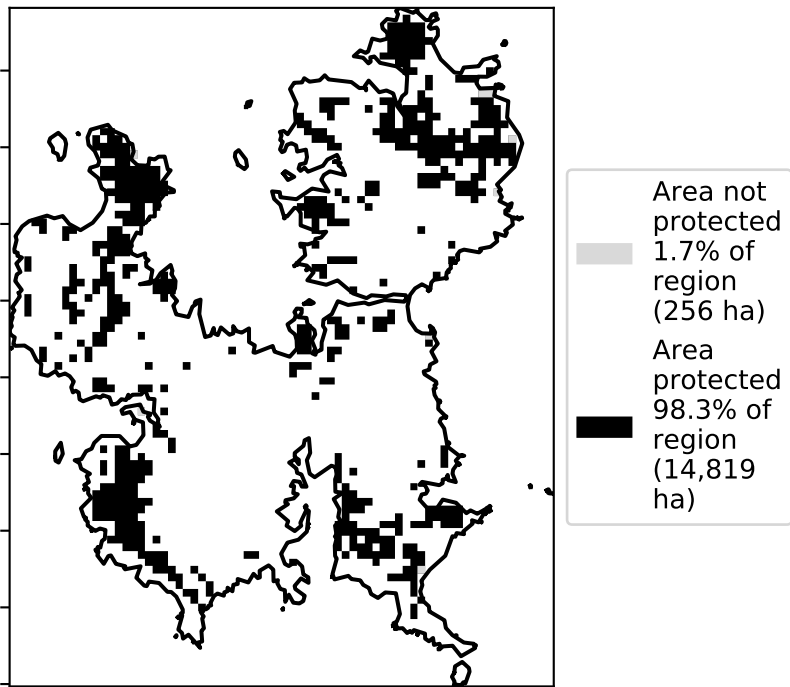 Area not
protected
1.7% of
region
(256 ha)
Area
protected
98.3% of
region
(14,819
ha)